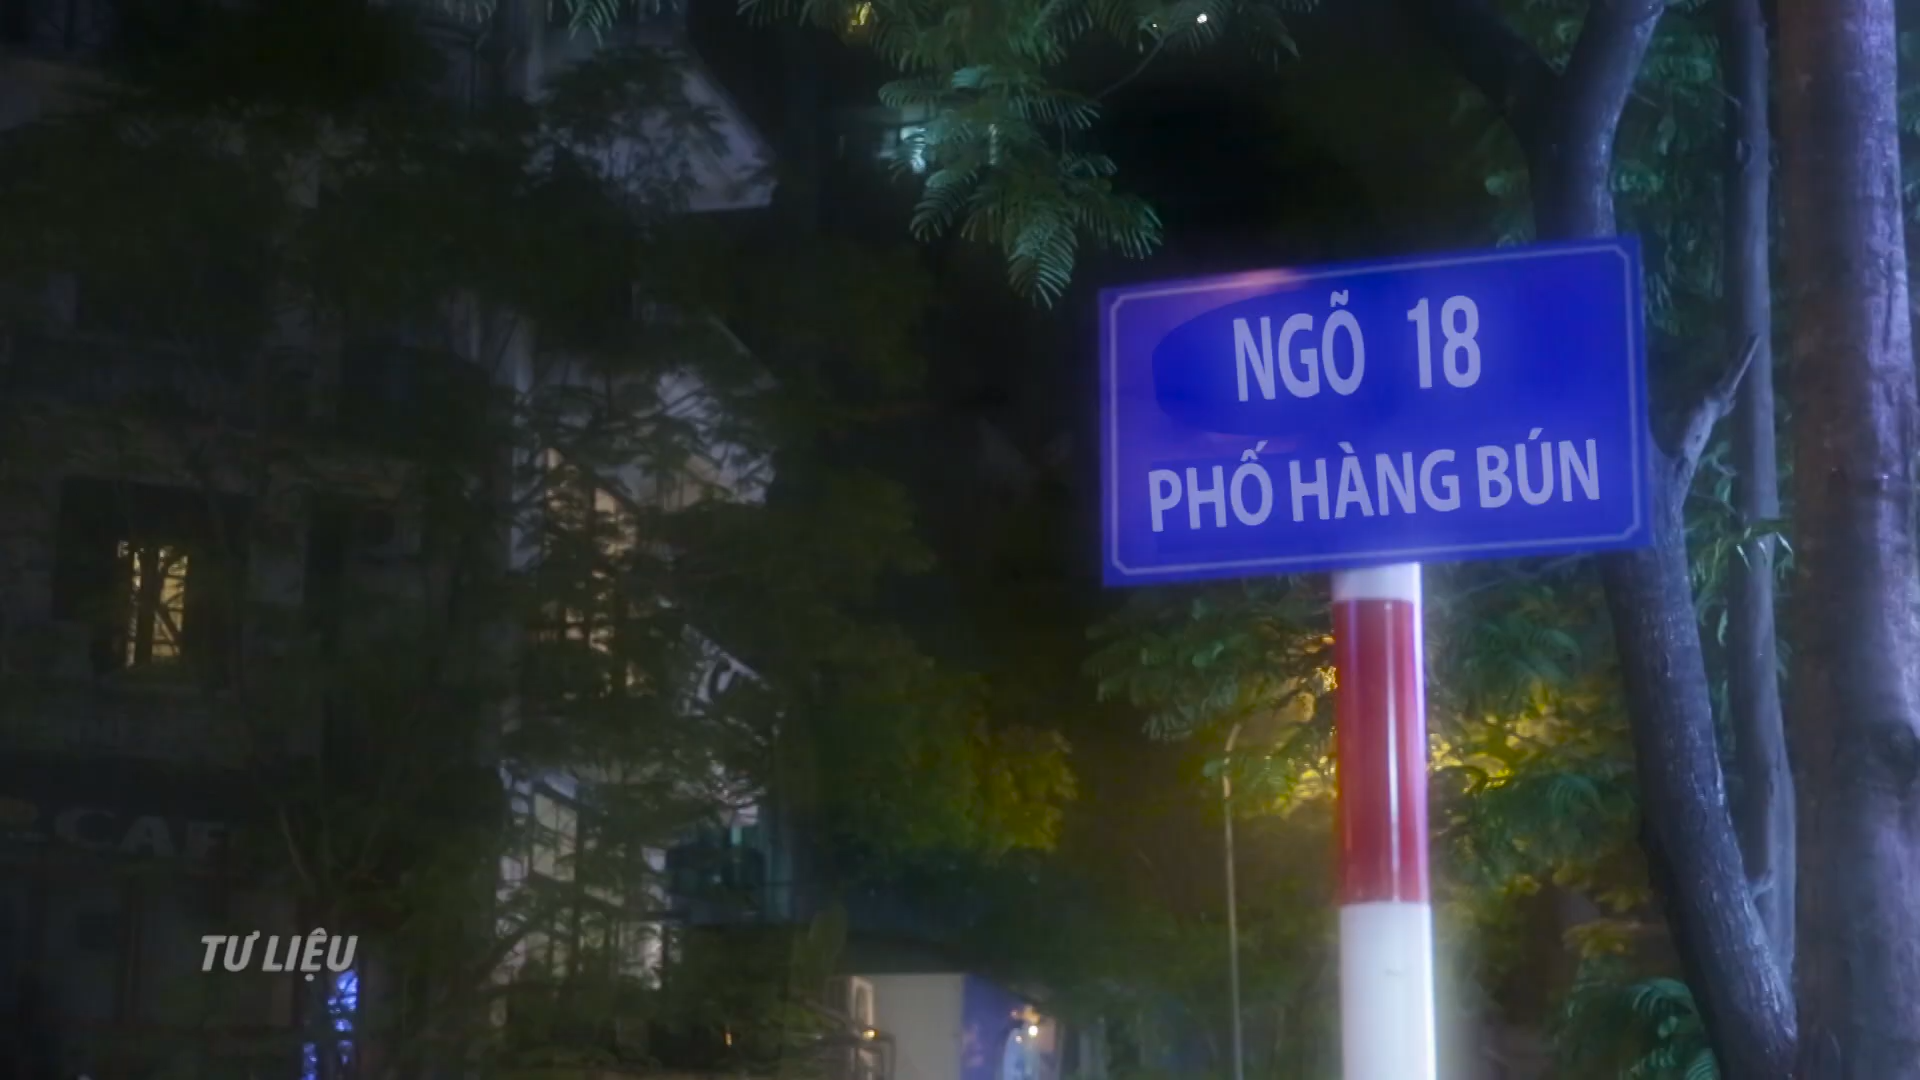 NGÕ 18
PHỐ HÀNG BÚN
TƯ LIỆU